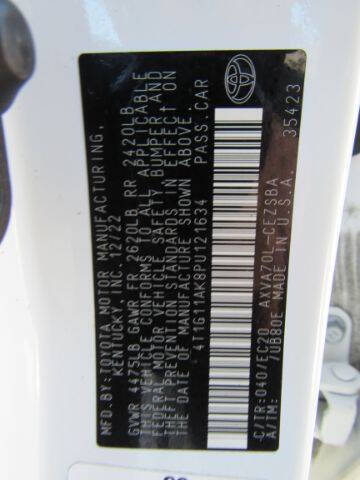 MFD.BY: TOYOTA MOTOR MANUFACTURING,
KENTUCKY, INC. 12/22
GVWR 4475LB GAWR FR 2620LB RR 2420LB
THIS VEHICLE CONFORMS TO ALL APPLICABLE
FEDERAL MOTOR VEHICLE SAFETY, BUMPER AND
THEFT PREVENTION STANDARDS IN EFFECT ON
THE DATE OF MANUFACTURE SHOWN ABOVE.
4T1G11AK8PU121634 PASS.CAR
C/TR:040/EC20 AXVA70L-CEZSBA
A/TM: /UB80E MADE IN U.S.A.
35423